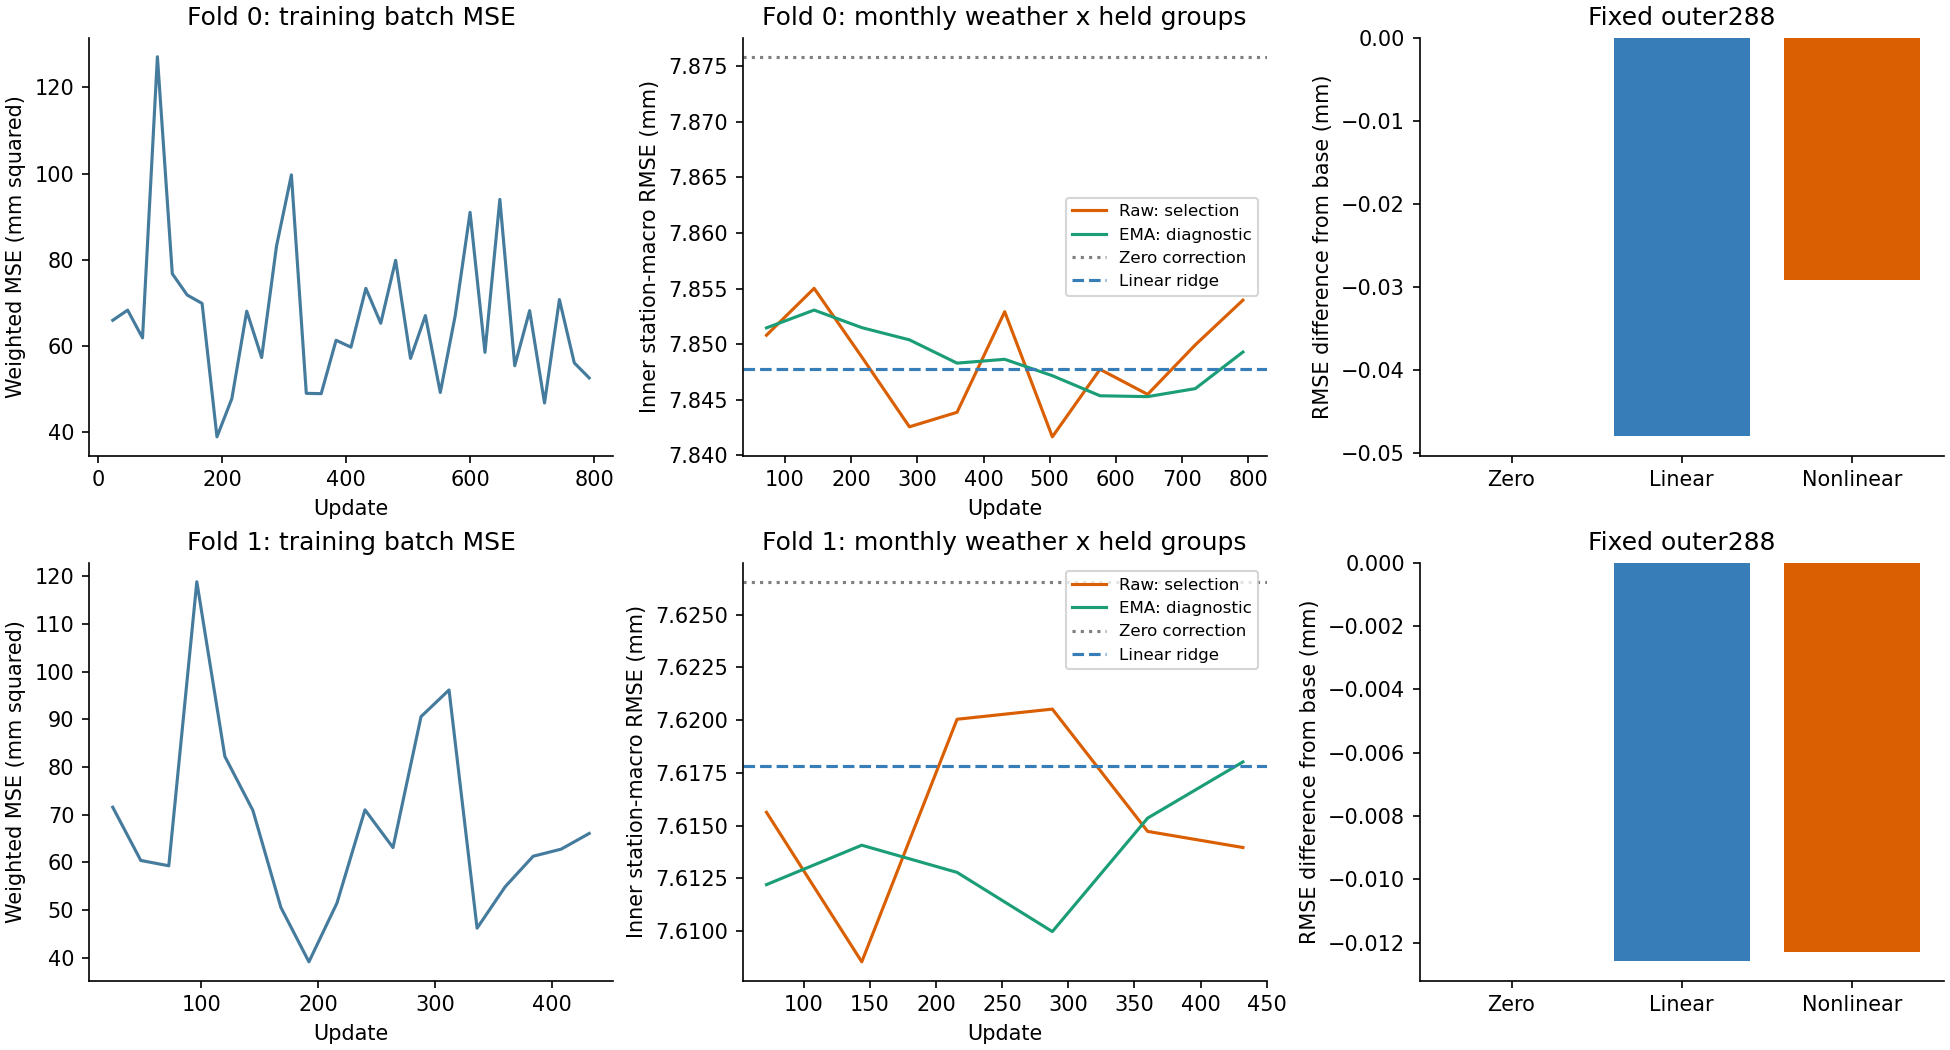 Fold 0: training batch MSE
Weighted MSE (mm squared)
120
100
80
60
40
0 200 400 600 800
Update
Fold 0: monthly weather x held groups
Inner station-macro RMSE (mm)
7.875
7.870
7.865
7.860
7.855
7.850
7.845
7.840
Raw: selection
EMA: diagnostic
Zero correction
Linear ridge
100 200 300 400 500 600 700 800
Update
Fixed outer288
RMSE difference from base (mm)
0.00
−0.01
−0.02
−0.03
−0.04
−0.05
Zero Linear Nonlinear
Fold 1: training batch MSE
Weighted MSE (mm squared)
120
110
100
90
80
70
60
50
40
100 200 300 400
Update
Fold 1: monthly weather x held groups
Inner station-macro RMSE (mm)
7.6250
7.6225
7.6200
7.6175
7.6150
7.6125
7.6100
Raw: selection
EMA: diagnostic
Zero correction
Linear ridge
100 150 200 250 300 350 400 450
Update
Fixed outer288
RMSE difference from base (mm)
0.000
−0.002
−0.004
−0.006
−0.008
−0.010
−0.012
Zero Linear Nonlinear